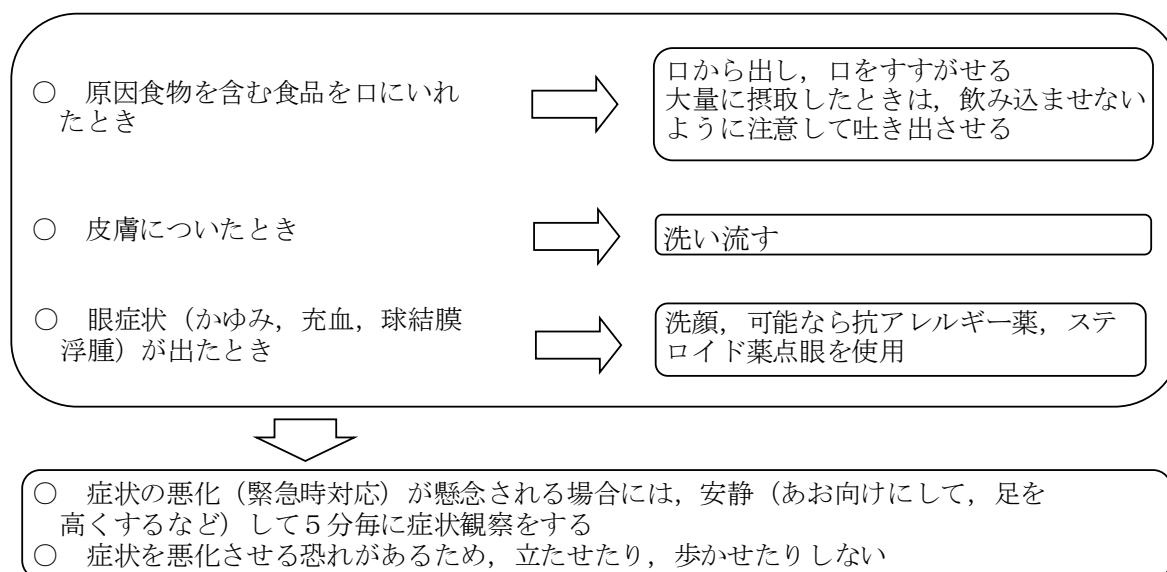 ○　原因食物を含む食品を口にいれ
たとき
口から出し，口をすすがせる
大量に摂取したときは，飲み込ませない
ように注意して吐き出させる
○　皮膚についたとき
洗い流す
○　眼症状（かゆみ，充血，球結膜
浮腫）が出たとき
洗顔，可能なら抗アレルギー薬，ステ
ロイド薬点眼を使用
○　症状の悪化（緊急時対応）が懸念される場合には，安静（あお向けにして，足を
高くするなど）して５分毎に症状観察をする
○　症状を悪化させる恐れがあるため，立たせたり，歩かせたりしない